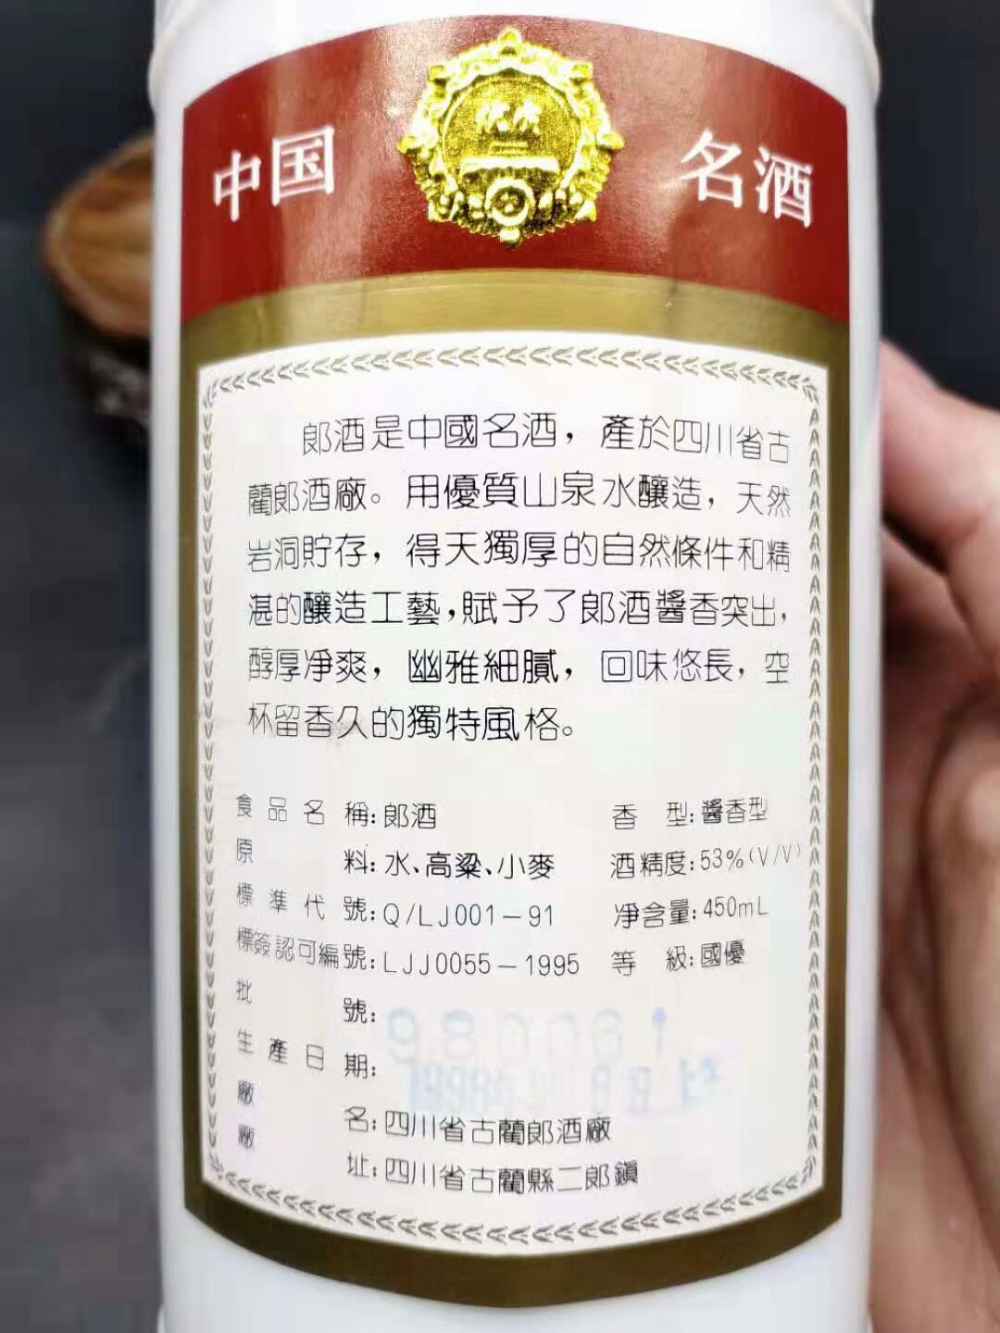 中国 名酒
郎酒是中國名酒，產於四川省古
藺郎酒廠。用優質山泉水釀造，天然
岩洞貯存，得天獨厚的自然條件和精
湛的釀造工藝，賦予了郎酒醬香突出，
醇厚凈爽，幽雅細膩，回味悠長，空
杯留香久的獨特風格。
食品名稱：郎酒 香型：醬香型
原料：水、高粱、小麥 酒精度：53%(V/V)
標準代號：Q/LJ001－91 凈含量：450mL
標簽認可編號：LJJ0055－1995 等級：國優
批號：
生產日期：
廠名：四川省古藺郎酒廠
廠址：四川省古藺縣二郎鎮